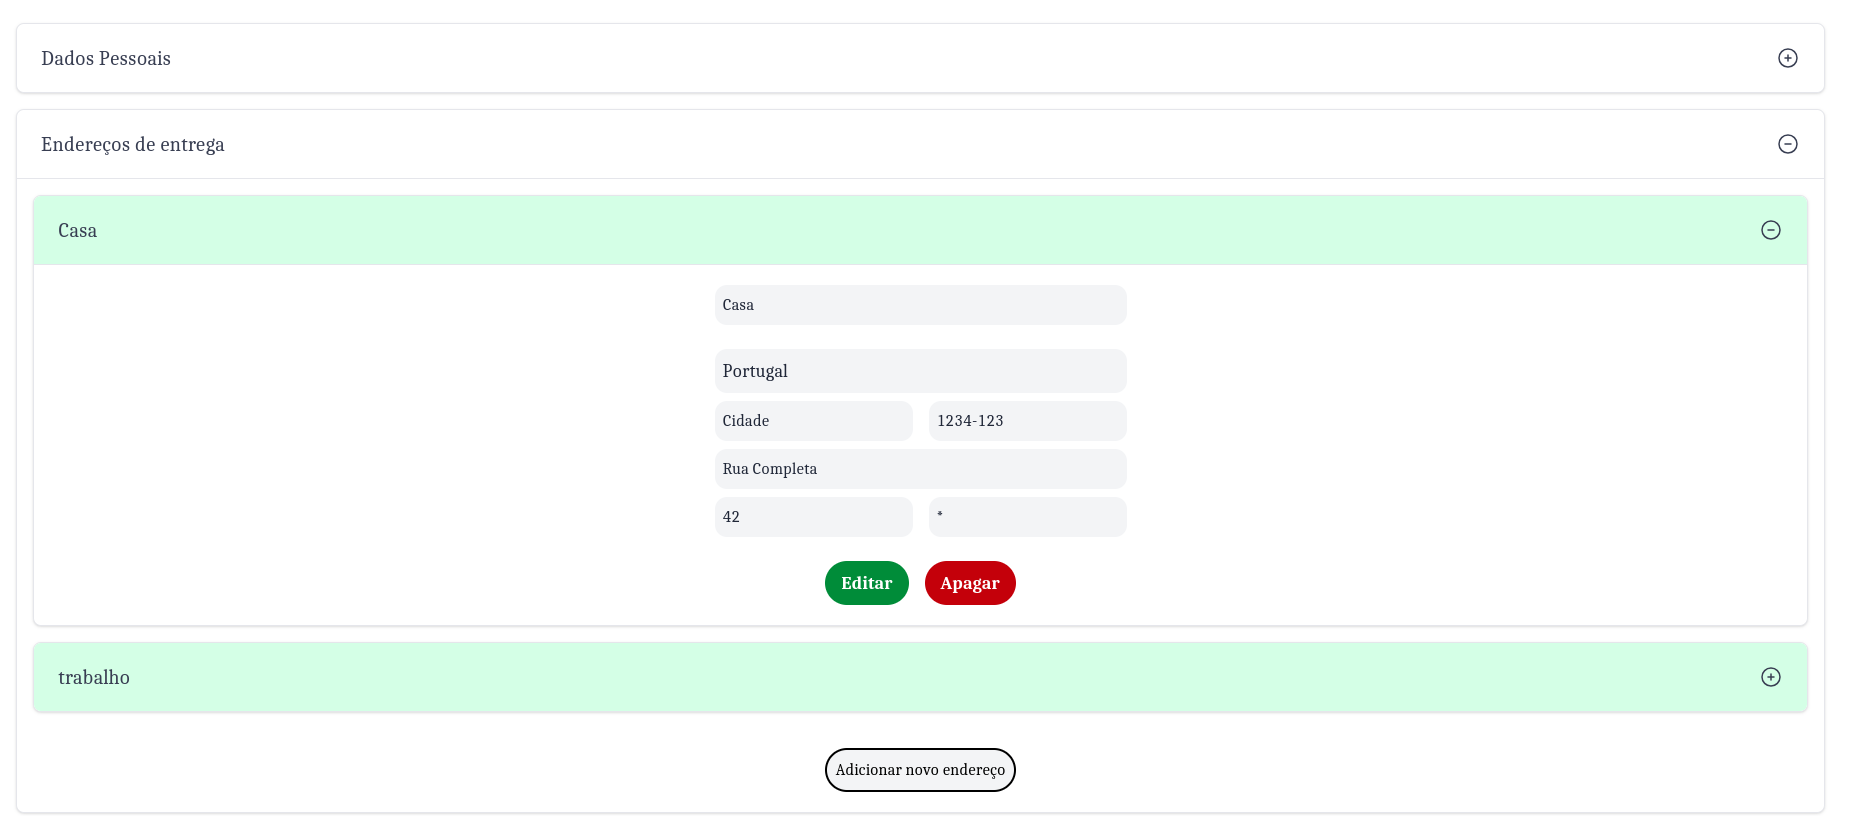 Dados Pessoais
Endereços de entrega
Casa
Casa
Portugal
Cidade 1234-123
Rua Completa
42 *
Editar Apagar
trabalho
Adicionar novo endereço